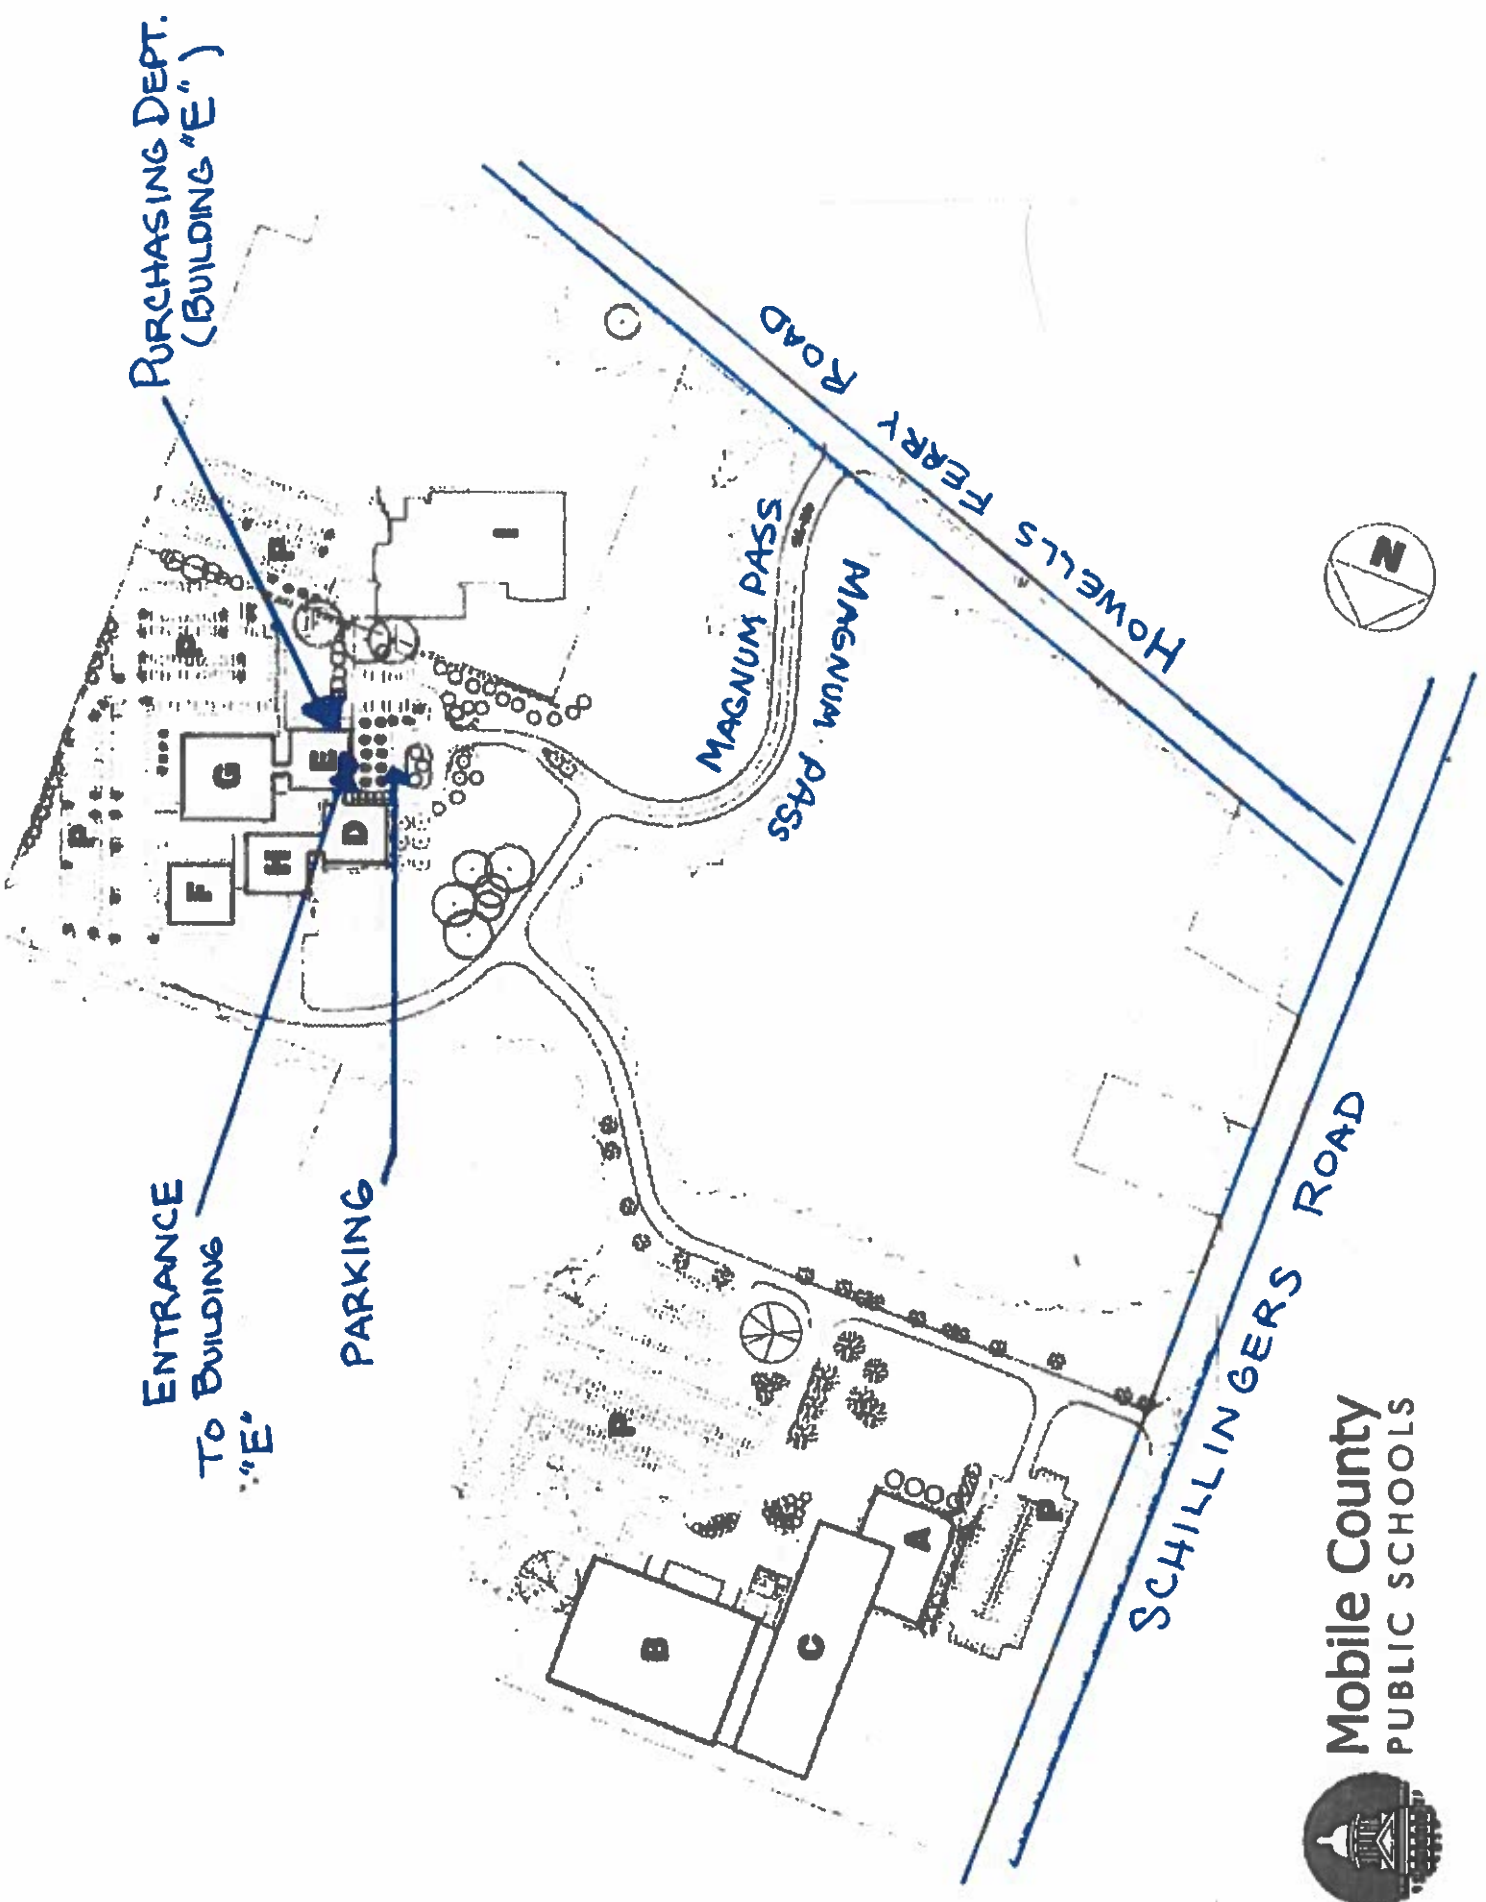 PURCHASING DEPT.
(BUILDING "E")
ENTRANCE
TO BUILDING
"E"
PARKING
P
P
P
G
E
F
H
D
I
MAGNUM PASS
MAGNUM PASS
HOWELLS FERRY ROAD
N
P
B
C
A
P
SCHILLINGERS ROAD
Mobile County
PUBLIC SCHOOLS